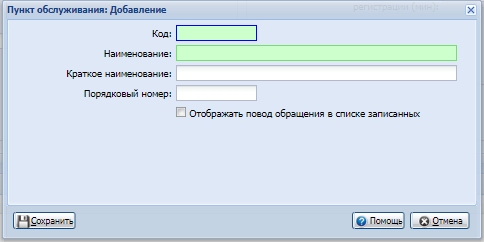 Пункт обслуживания: Добавление
Код:
Наименование:
Краткое наименование:
Порядковый номер:
Отображать повод обращения в списке записанных
Сохранить Помощь Отмена